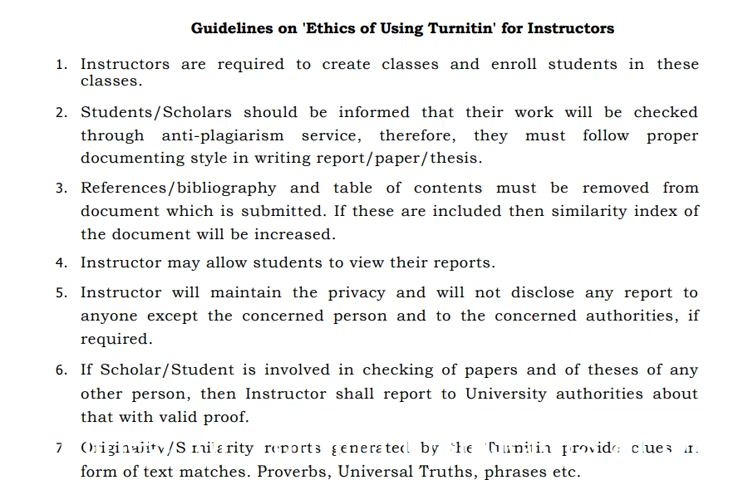 Guidelines on 'Ethics of Using Turnitin' for Instructors
1. Instructors are required to create classes and enroll students in these
classes.
2. Students/Scholars should be informed that their work will be checked
through anti-plagiarism service, therefore, they must follow proper
documenting style in writing report/paper/thesis.
3. References/bibliography and table of contents must be removed from
document which is submitted. If these are included then similarity index of
the document will be increased.
4. Instructor may allow students to view their reports.
5. Instructor will maintain the privacy and will not disclose any report to
anyone except the concerned person and to the concerned authorities, if
required.
6. If Scholar/Student is involved in checking of papers and of theses of any
other person, then Instructor shall report to University authorities about
that with valid proof.
7 Originality/Similarity reports generated by the Turnitin provide clues in
form of text matches. Proverbs, Universal Truths, phrases etc.